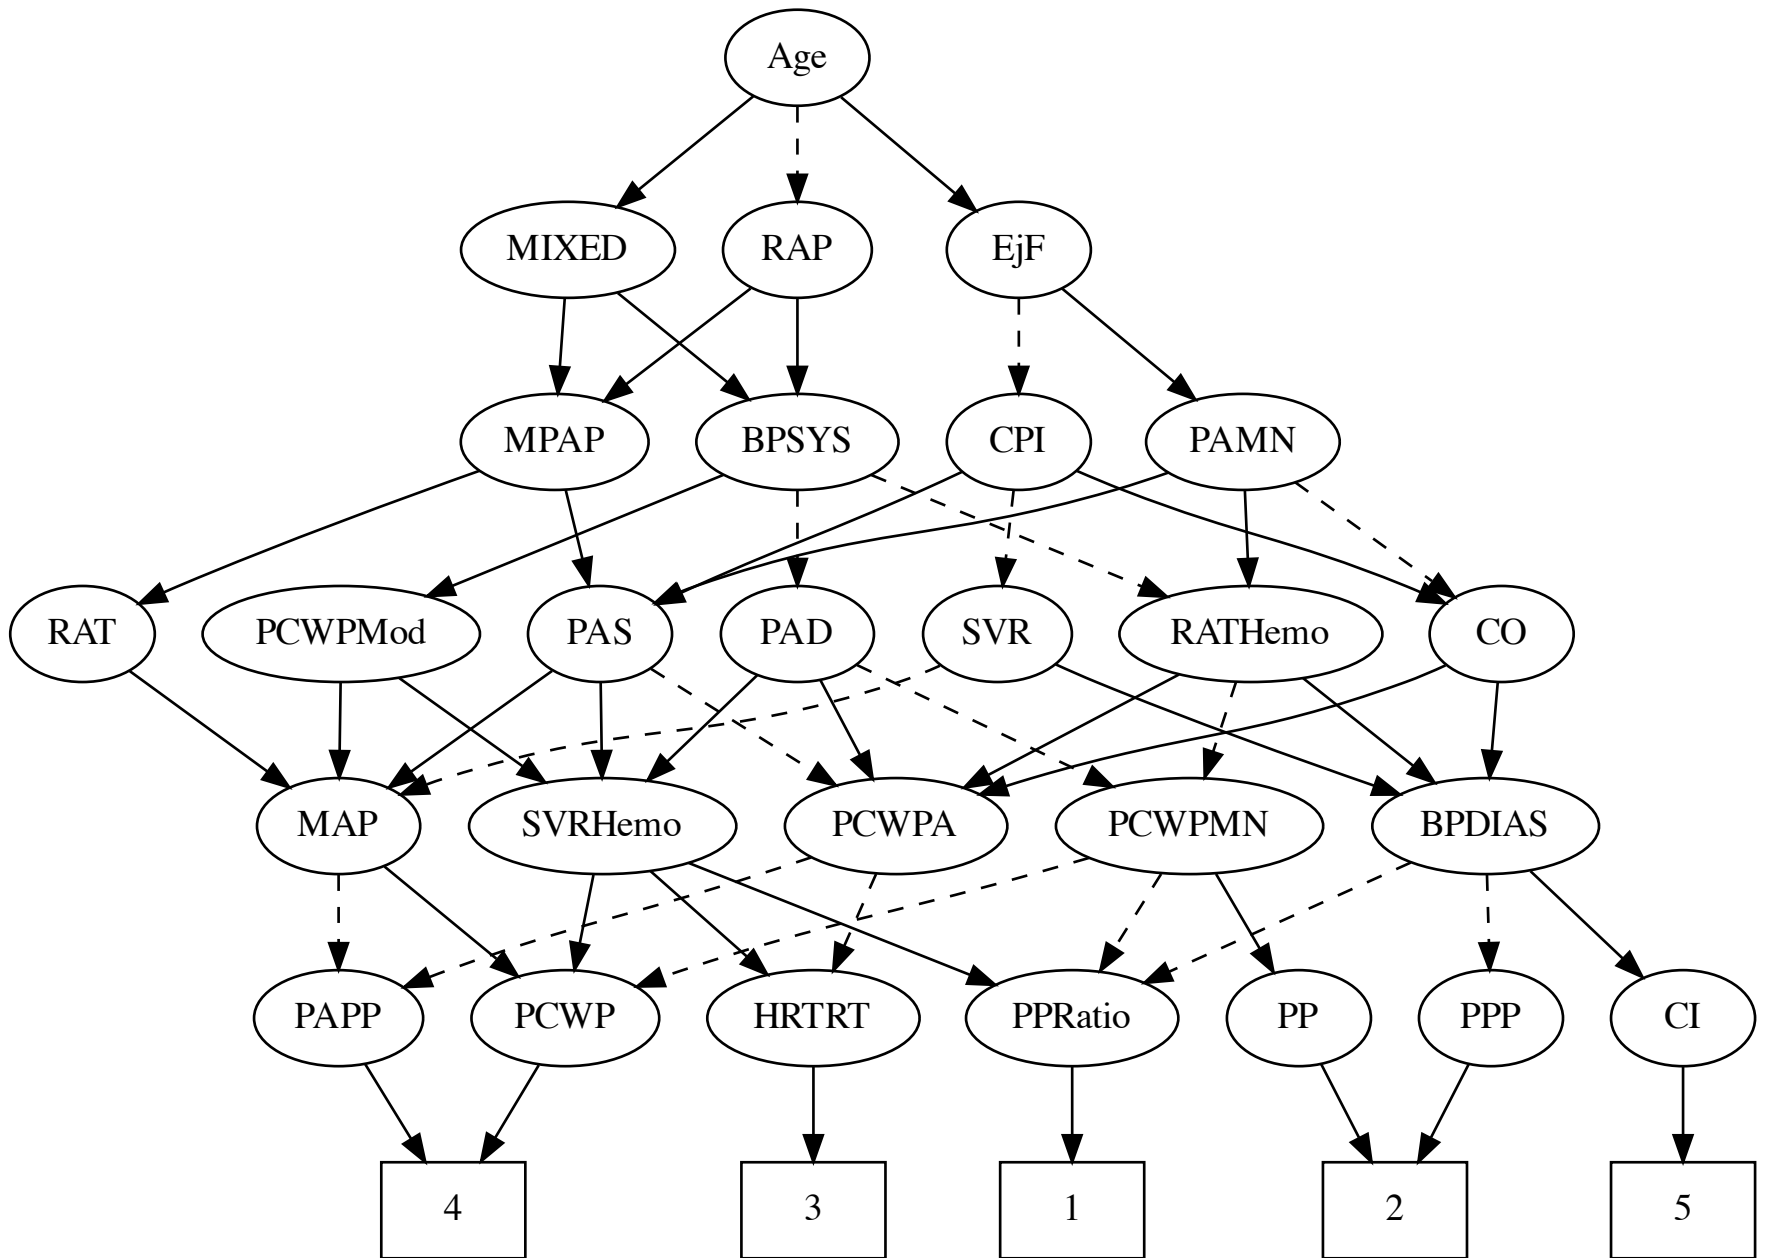 Age
MIXED
RAP
EjF
MPAP
BPSYS
CPI
PAMN
RAT
PCWPMod
PAS
PAD
SVR
RATHemo
CO
MAP
SVRHemo
PCWPA
PCWPMN
BPDIAS
PAPP
PCWP
HRTRT
PPRatio
PP
PPP
CI
4
3
1
2
5